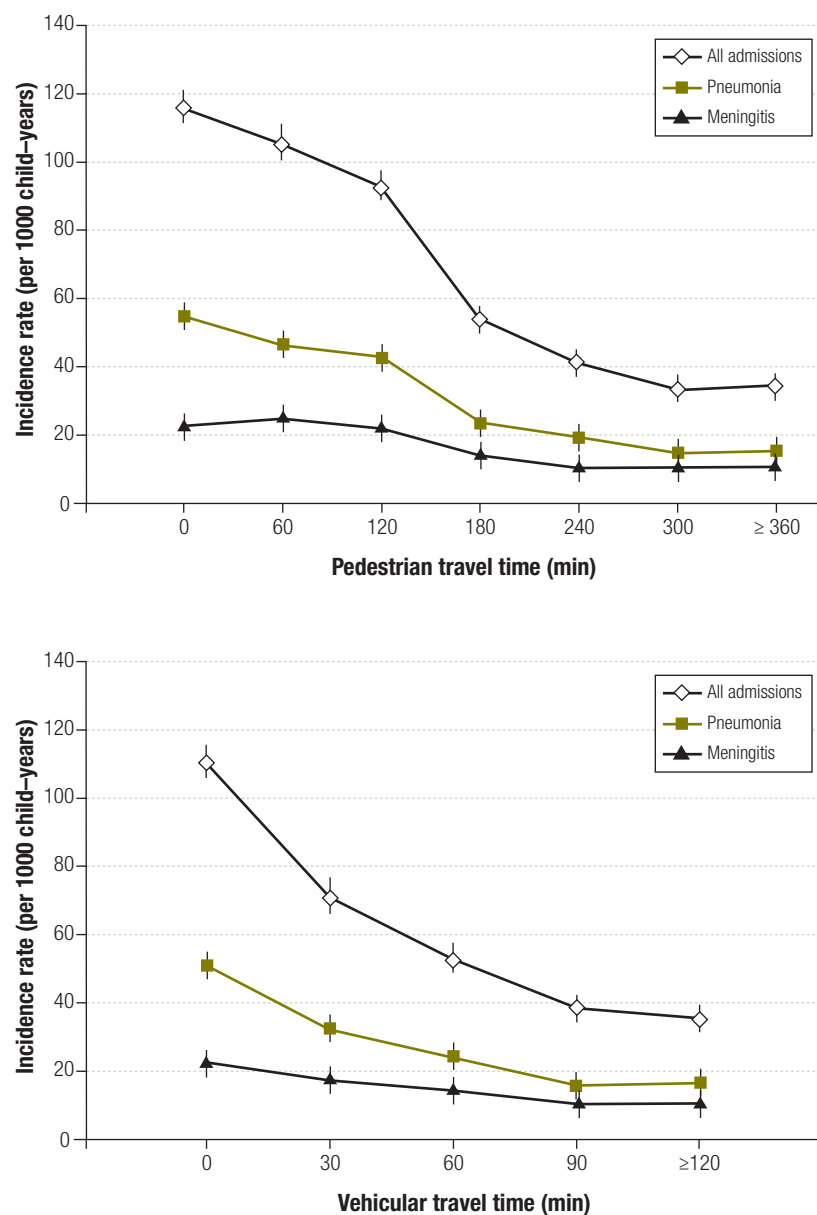 140
120
100
80
60
40
20
0
Incidence rate (per 1000 child–years)
All admissions
Pneumonia
Meningitis
0 60 120 180 240 300 ≥ 360
Pedestrian travel time (min)
140
120
100
80
60
40
20
0
Incidence rate (per 1000 child–years)
All admissions
Pneumonia
Meningitis
0 30 60 90 ≥120
Vehicular travel time (min)